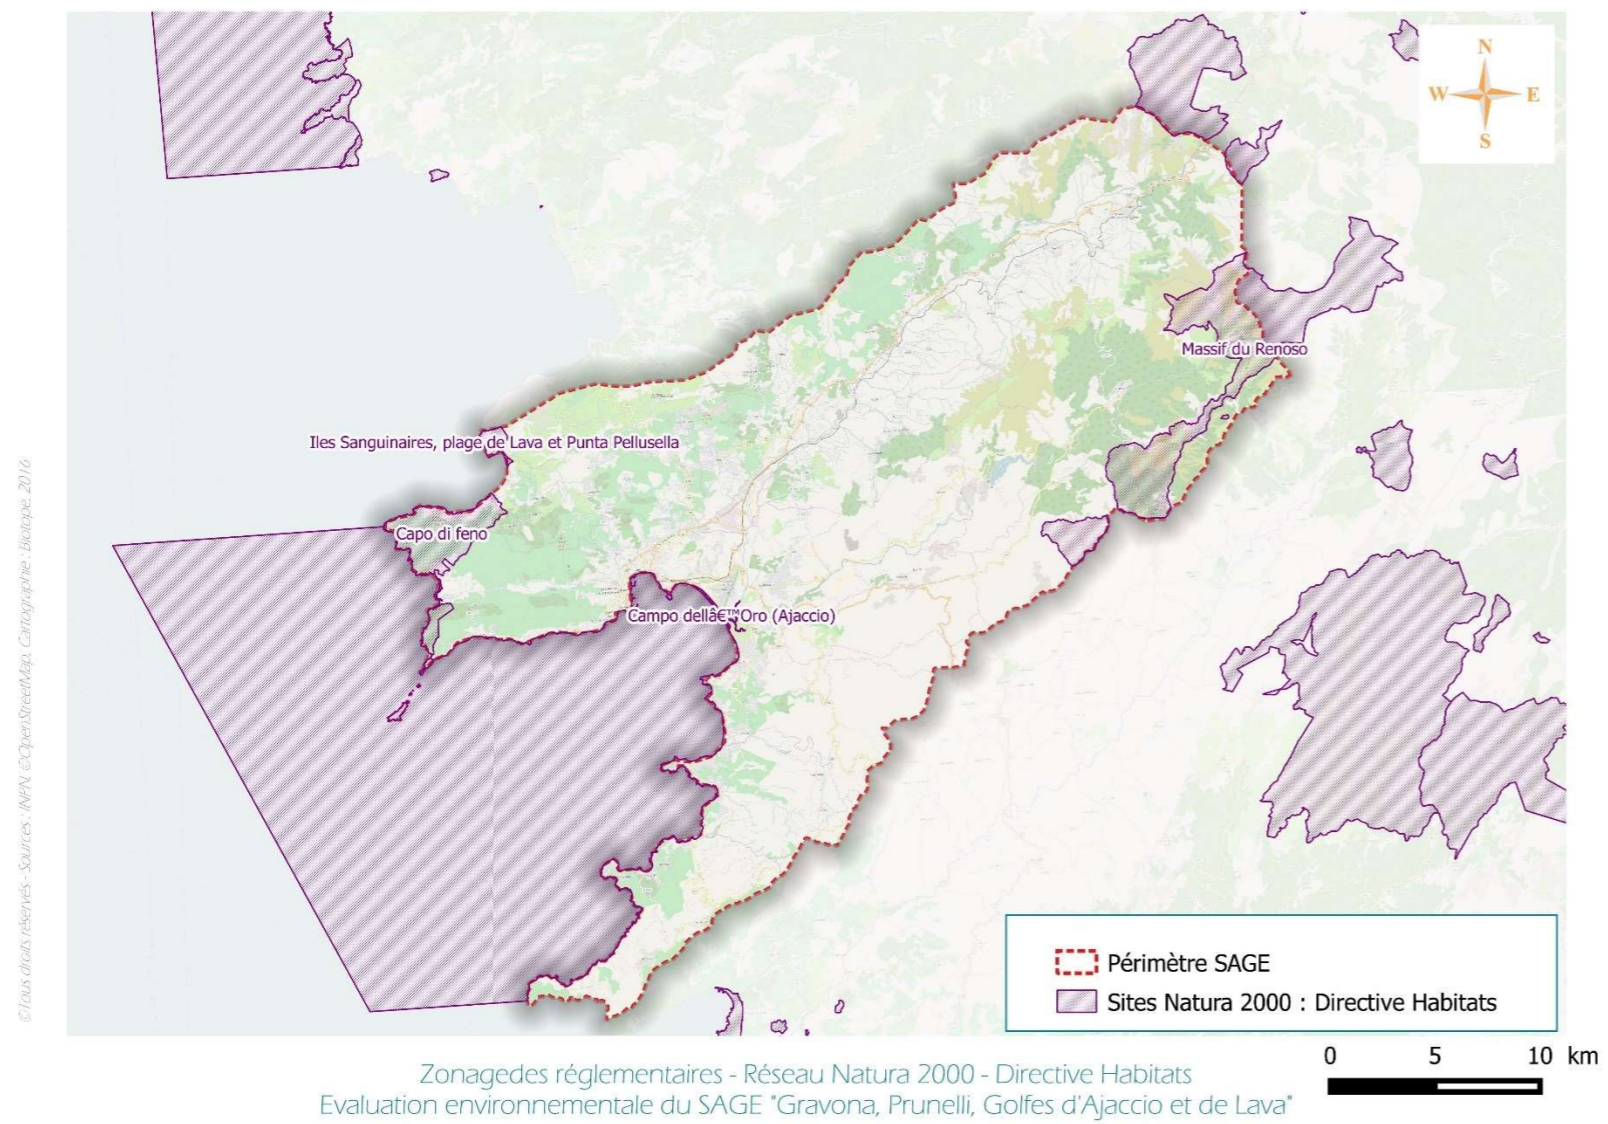 N
W E
S
Massif du Renoso
Iles Sanguinaires, plage de Lava et Punta Pellusella
Capo di feno
Campo dellâ€™Oro (Ajaccio)
Périmètre SAGE
Sites Natura 2000 : Directive Habitats
0 5 10 km
Zonagedes réglementaires - Réseau Natura 2000 - Directive Habitats
Evaluation environnementale du SAGE "Gravona, Prunelli, Golfes d'Ajaccio et de Lava"
©Tous droits réservés - Sources : INPN, ©OpenStreetMap, Cartographie : Biotope, 2016